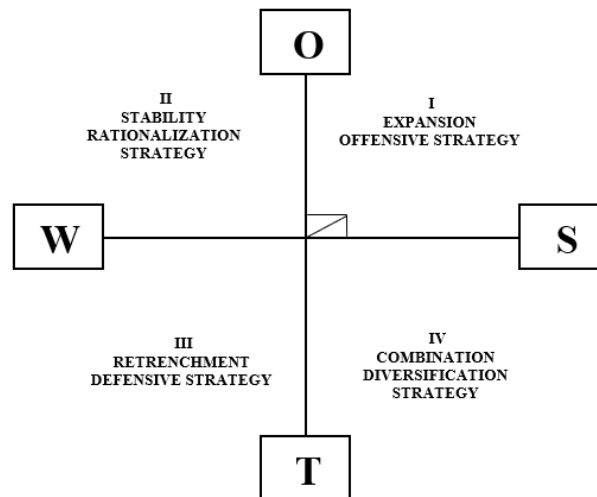 O
II
STABILITY
RATIONALIZATION
STRATEGY
I
EXPANSION
OFFENSIVE STRATEGY
W
S
III
RETRENCHMENT
DEFENSIVE STRATEGY
IV
COMBINATION
DIVERSIFICATION
STRATEGY
T